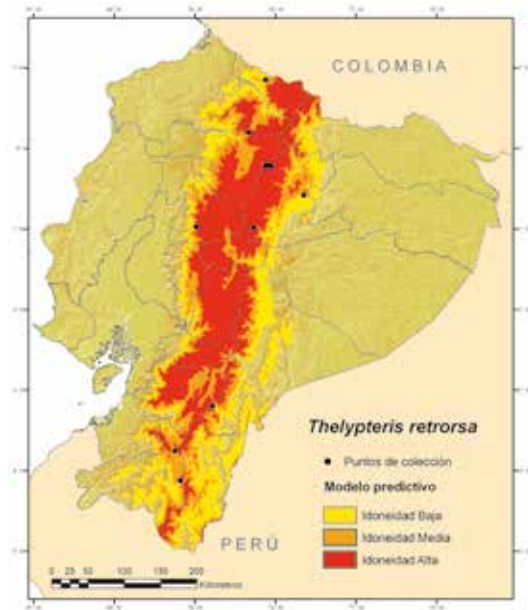 COLOMBIA
Thelypteris retrorsa
Puntos de colección
Modelo predictivo
Idoneidad Baja
Idoneidad Media
Idoneidad Alta
PERÚ
0 25 50 100 150 200
Kilometros